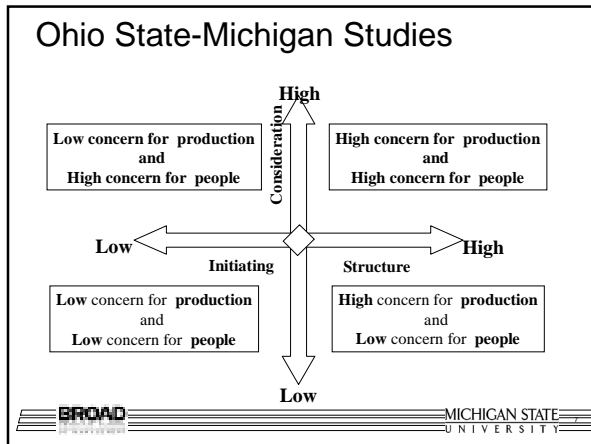 Ohio State-Michigan Studies
High
Consideration
Low concern for production
and
High concern for people
High concern for production
and
High concern for people
Low
High
Initiating Structure
Low concern for production
and
Low concern for people
High concern for production
and
Low concern for people
Low
BROAD
MICHIGAN STATE
UNIVERSITY
7